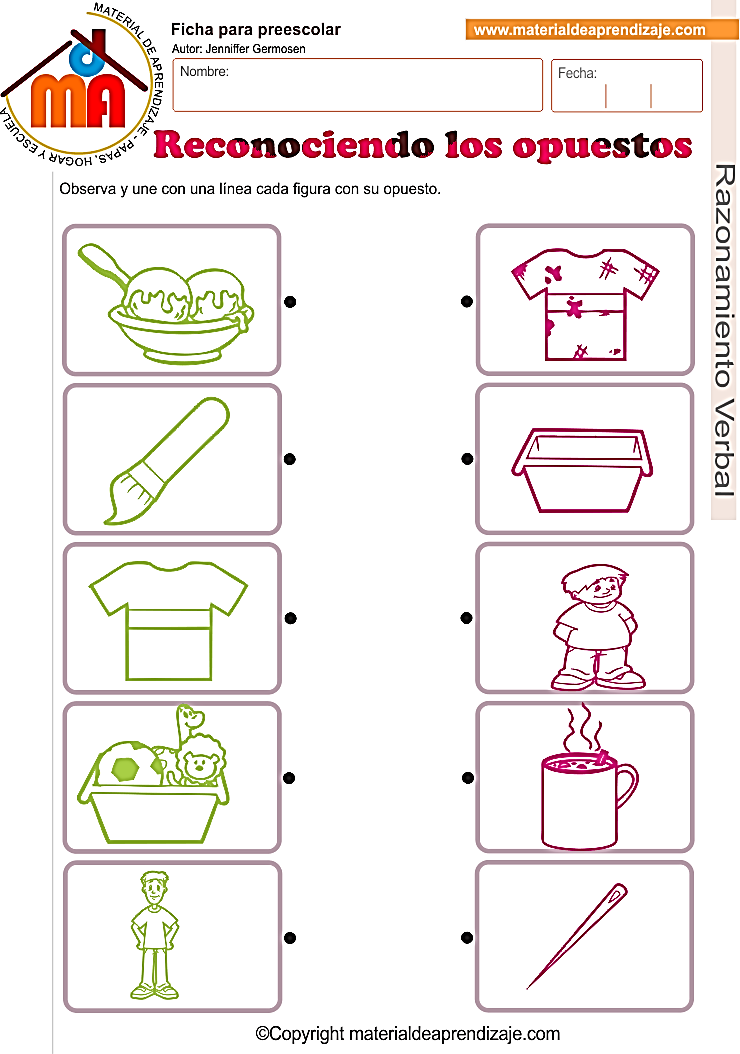 MATERIAL DE APRENDIZAJE - PAPAS, HOGAR Y ESCUELA
dmA
Ficha para preescolar
www.materialdeaprendizaje.com
Autor: Jenniffer Germosen
Nombre:
Fecha:
Reconociendo los opuestos
Observa y une con una línea cada figura con su opuesto.
Razonamiento Verbal
©Copyright materialdeaprendizaje.com